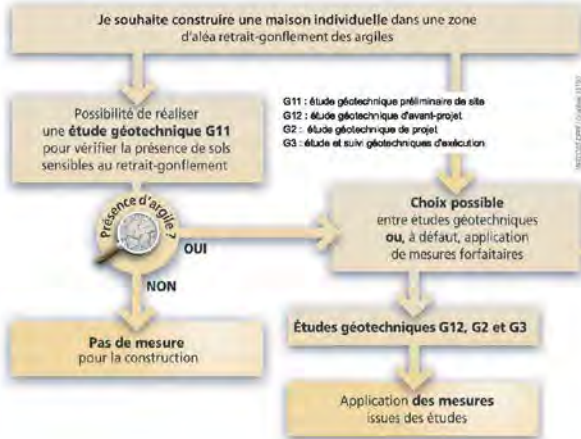 Je souhaite construire une maison individuelle dans une zone
d'aléa retrait-gonflement des argiles
Possibilité de réaliser
une étude géotechnique G11
pour vérifier la présence de sols
sensibles au retrait-gonflement
G11 : étude géotechnique préliminaire de site
G12 : étude géotechnique d'avant-projet
G2 : étude géotechnique de projet
G3 : étude et suivi géotechniques d'exécution
Présence d'argile ?
OUI
NON
Choix possible
entre études géotechniques
ou, à défaut, application
de mesures forfaitaires
Pas de mesure
pour la construction
Études géotechniques G12, G2 et G3
Application des mesures
issues des études